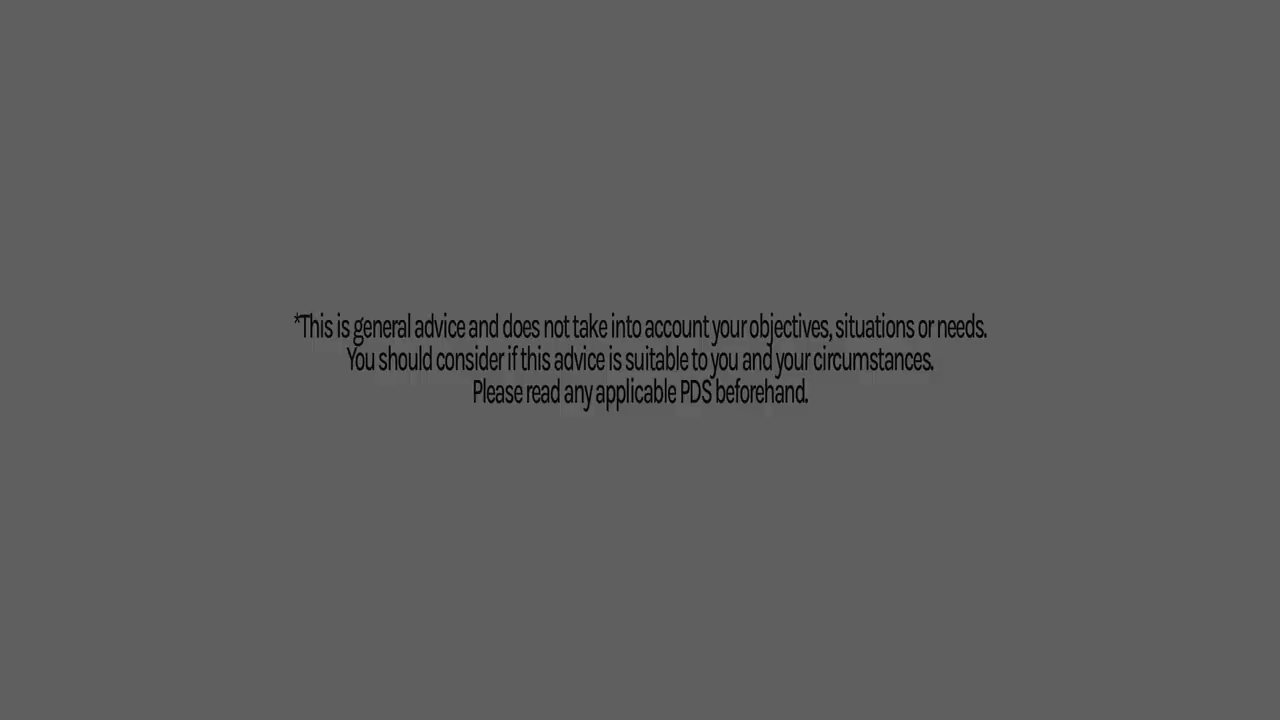 *This is general advice and does not take into account your objectives, situations or needs.
You should consider if this advice is suitable to you and your circumstances.
Please read any applicable PDS beforehand.